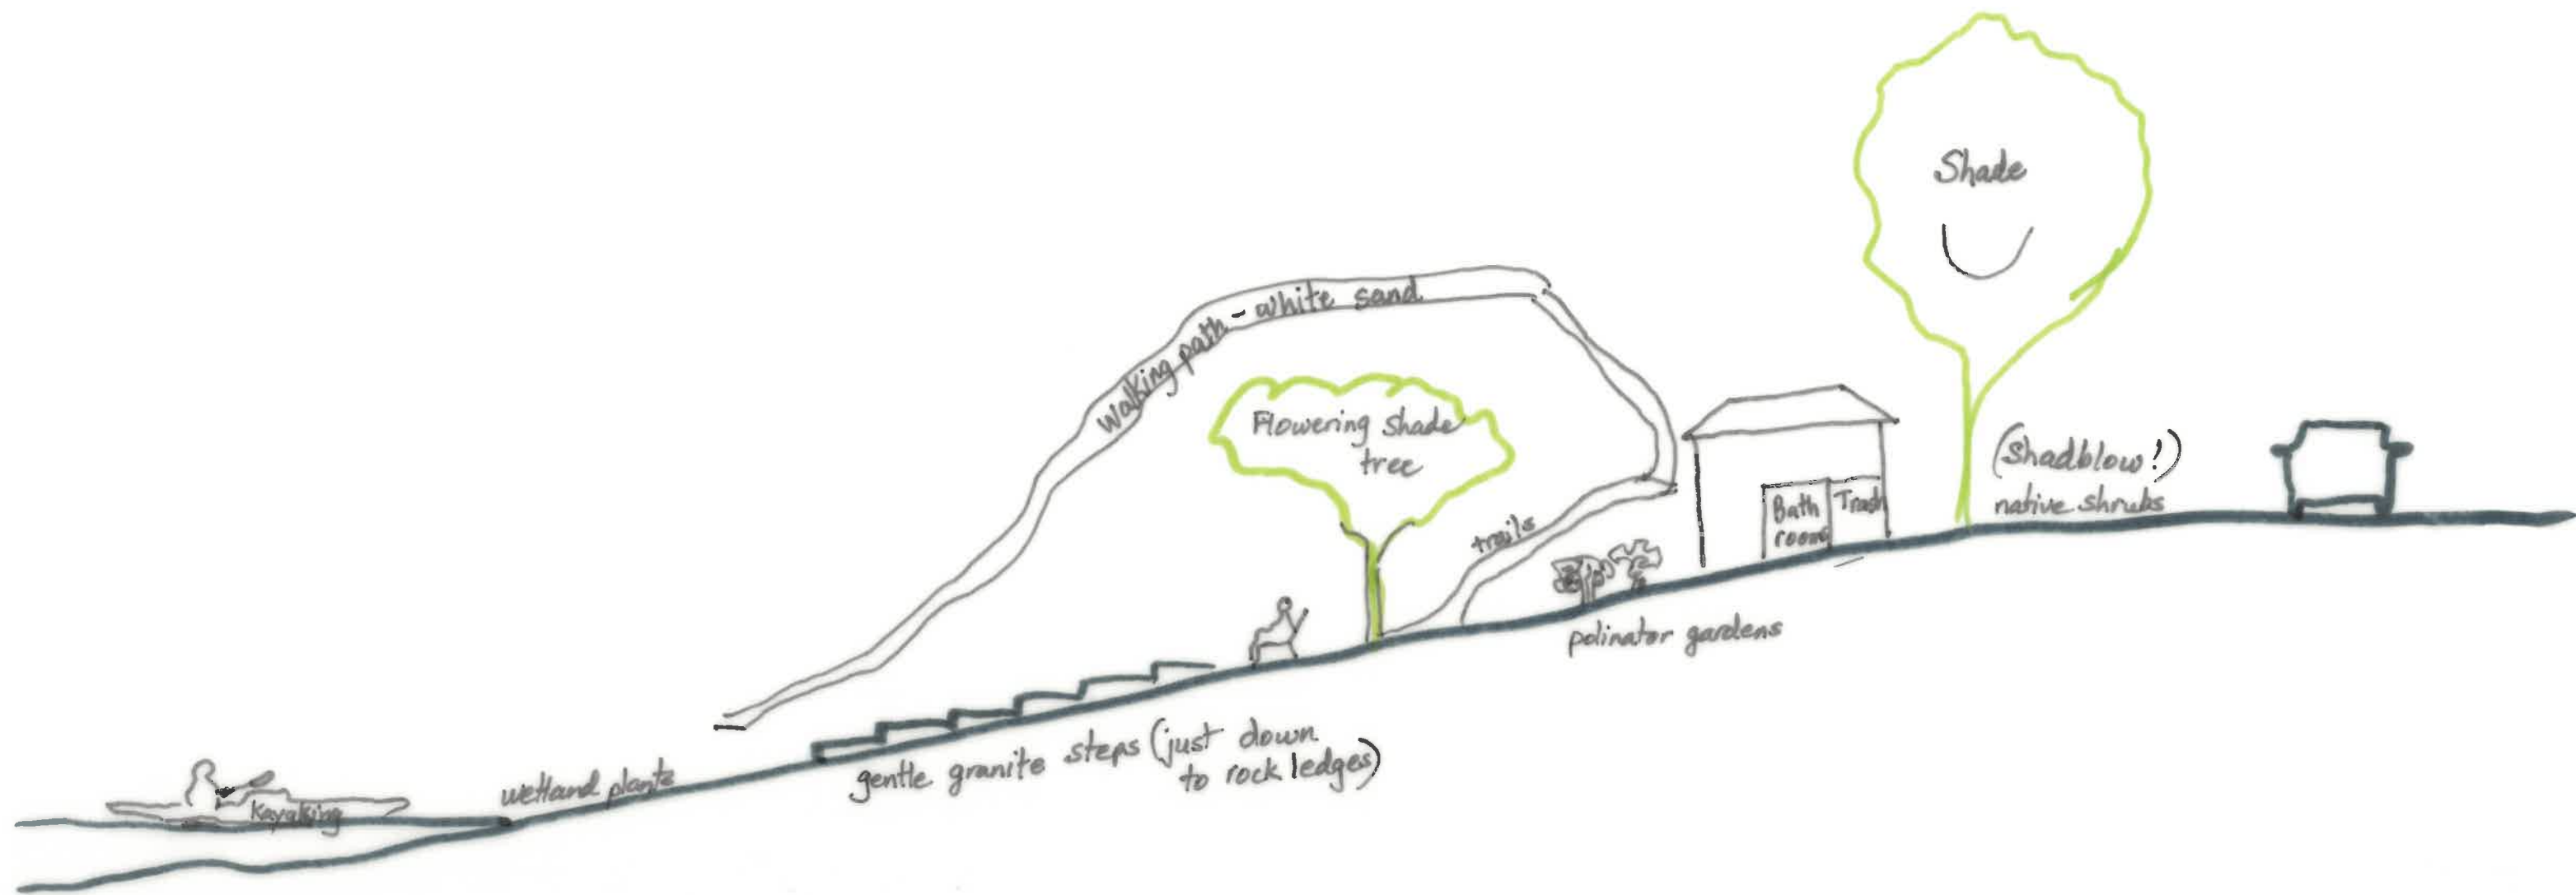 Shade
Walking path - white sand
Flowering shade
tree
(Shadblow!)
native shrubs
Bath
room
Trash
trails
polinator gardens
gentle granite steps (just down
to rock ledges)
wetland plants
kayaking